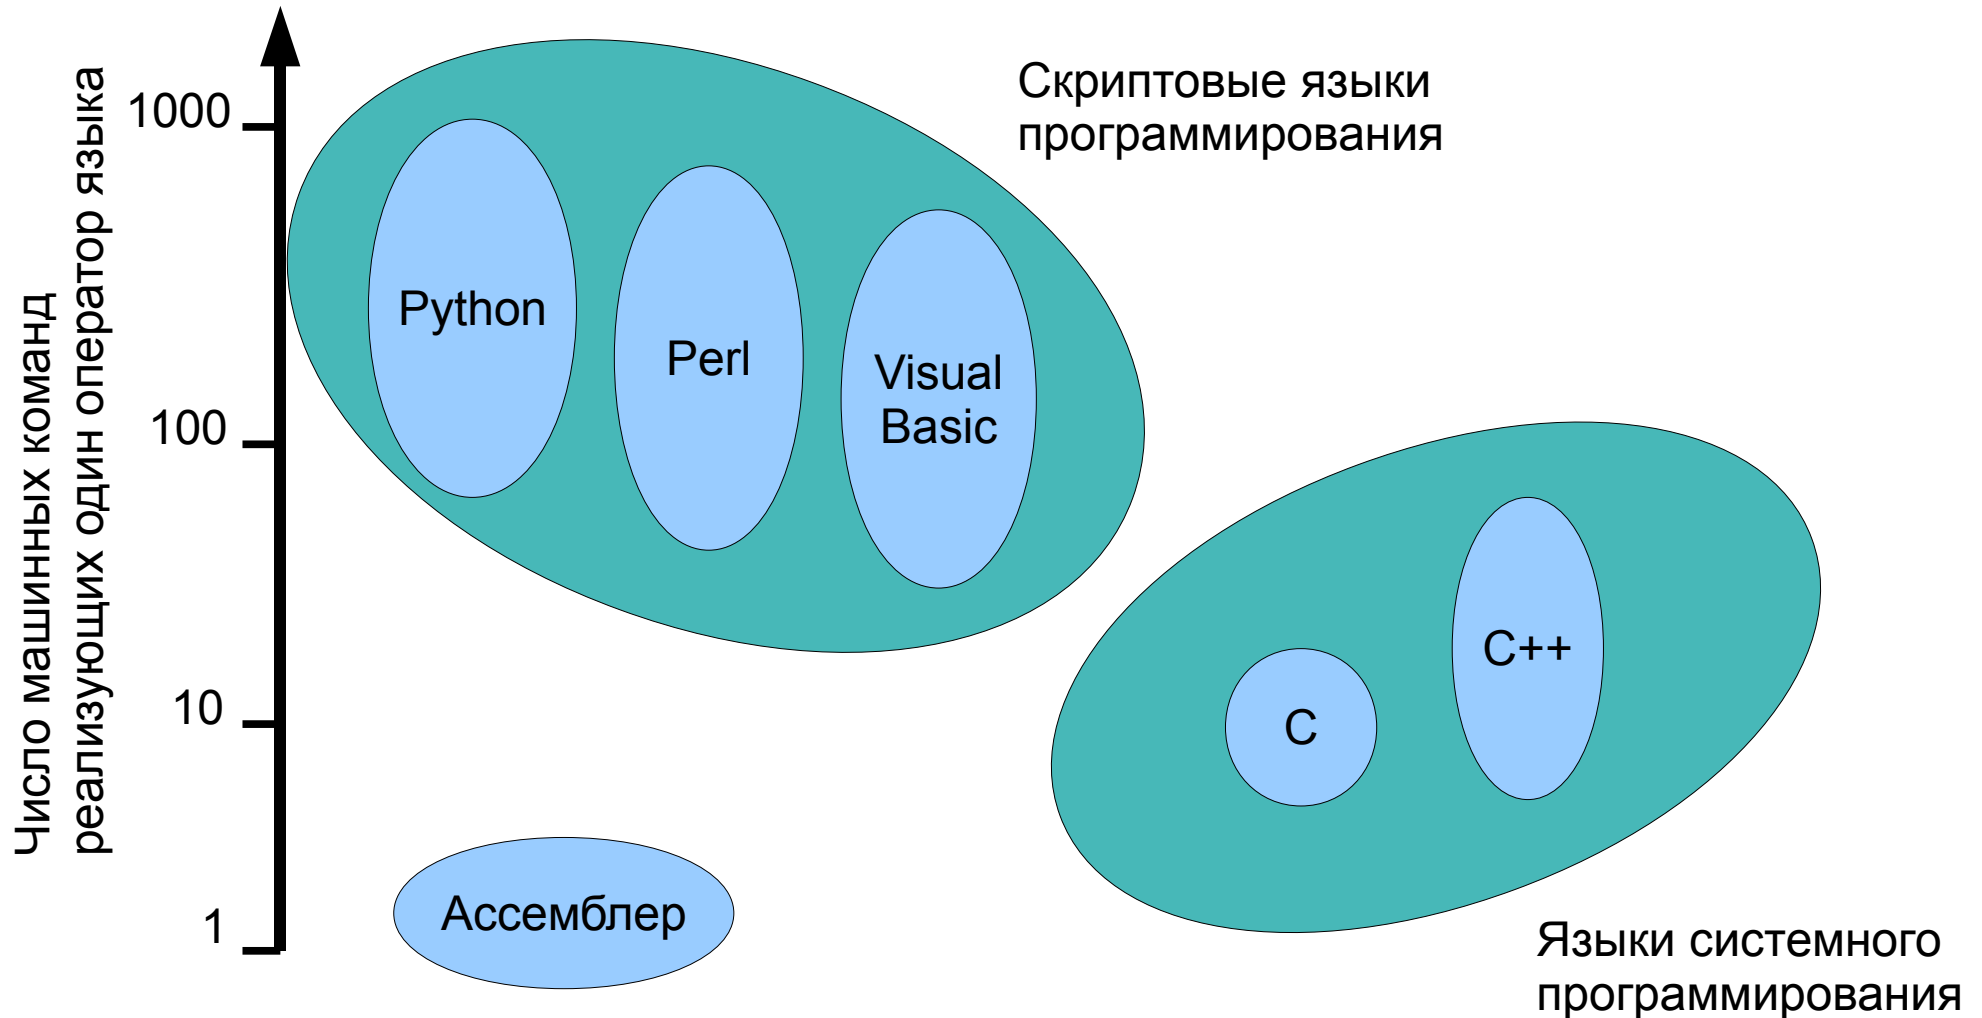 Число машинных команд
реализующих один оператор языка
1000
100
10
1
Скриптовые языки
программирования
Python
Perl
Visual
Basic
C++
C
Ассемблер
Языки системного
программирования